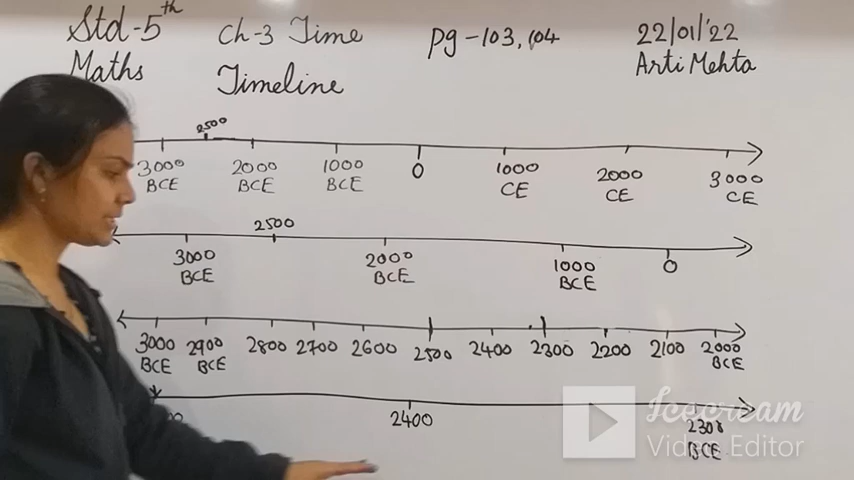 Std-5th Ch-3 Time pg-103,104 22/01/'22
Maths Timeline Arti Mehta
2500
3000 2000 1000 0 1000 2000 3000
BCE BCE BCE CE CE CE
2500
3000 2000 1000 0
BCE BCE BCE
3000 2900 2800 2700 2600 2500 2400 2300 2200 2100 2000
BCE BCE BCE
2400 2300
BCE
Icecream
Video Editor